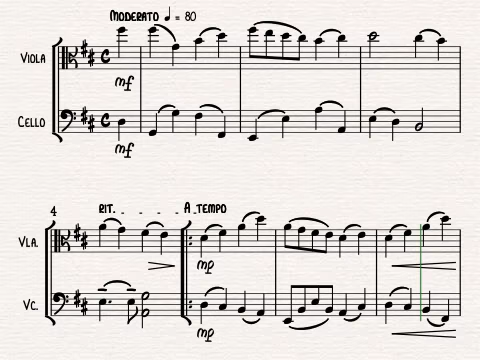 MODERATO ♩ = 80
VIOLA
mf
CELLO
mf
4
RIT. A TEMPO
VLA.
mp
VC.
mp